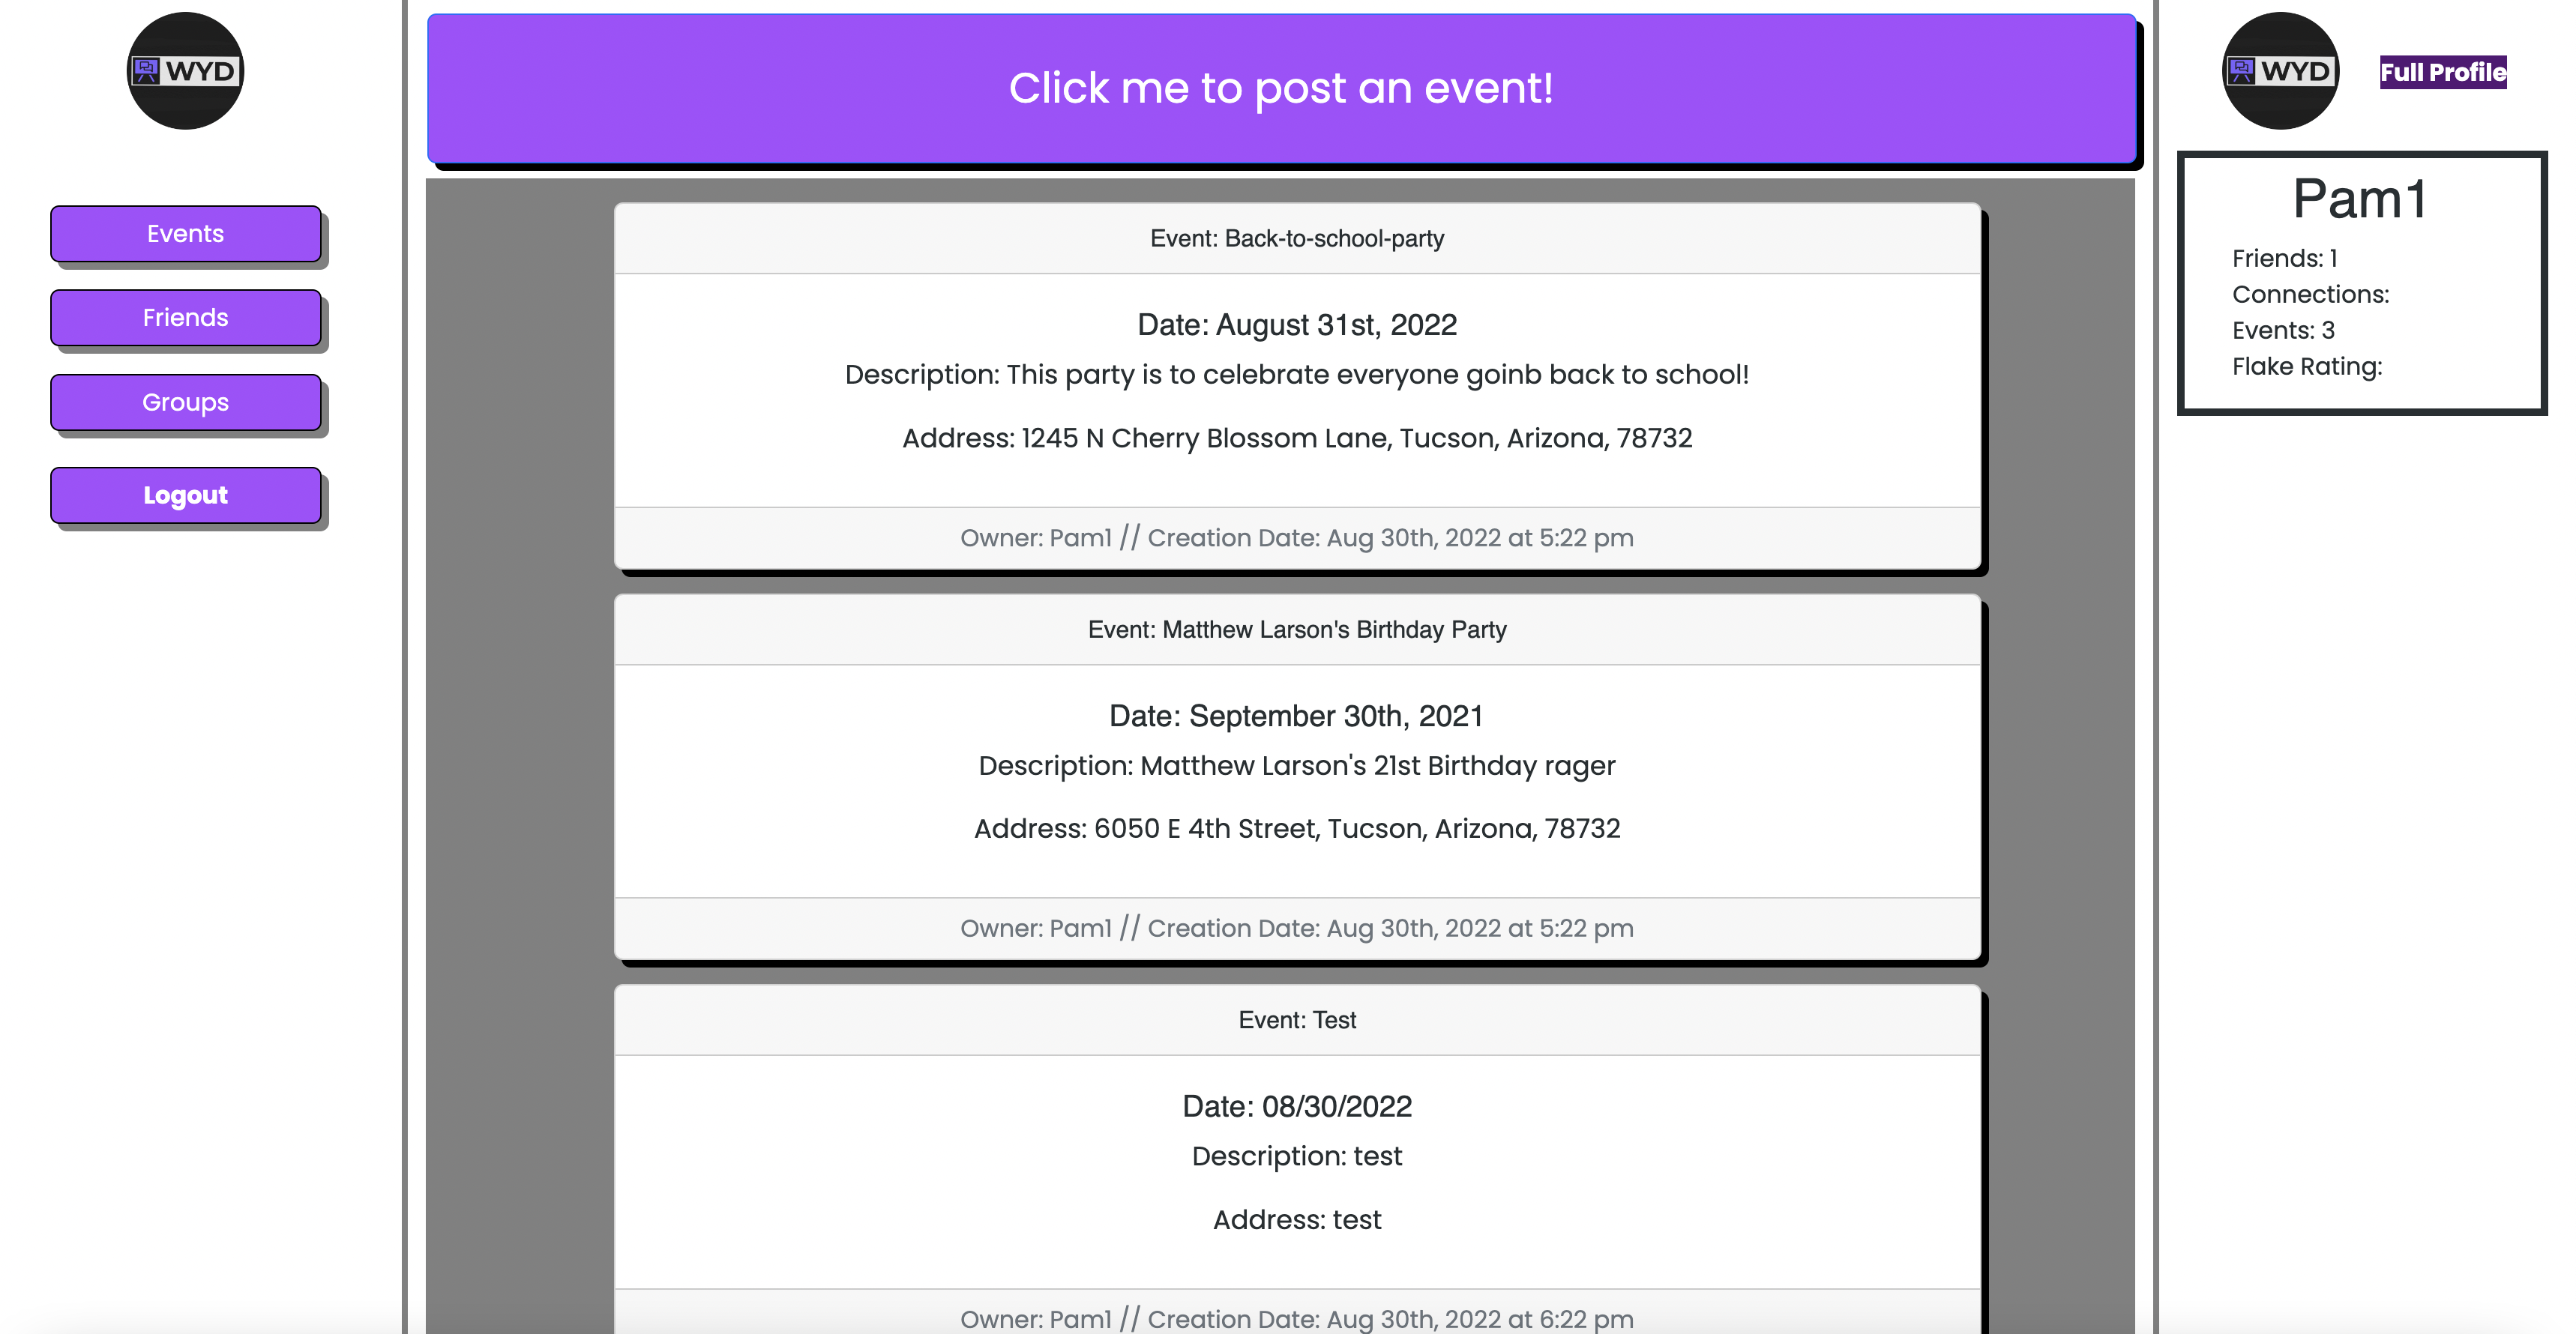 WYD
Events
Friends
Groups
Logout
Click me to post an event!
Event: Back-to-school-party
Date: August 31st, 2022
Description: This party is to celebrate everyone goinb back to school!
Address: 1245 N Cherry Blossom Lane, Tucson, Arizona, 78732
Owner: Pam1 // Creation Date: Aug 30th, 2022 at 5:22 pm
Event: Matthew Larson's Birthday Party
Date: September 30th, 2021
Description: Matthew Larson's 21st Birthday rager
Address: 6050 E 4th Street, Tucson, Arizona, 78732
Owner: Pam1 // Creation Date: Aug 30th, 2022 at 5:22 pm
Event: Test
Date: 08/30/2022
Description: test
Address: test
Owner: Pam1 // Creation Date: Aug 30th, 2022 at 6:22 pm
WYD
Full Profile
Pam1
Friends: 1
Connections:
Events: 3
Flake Rating: